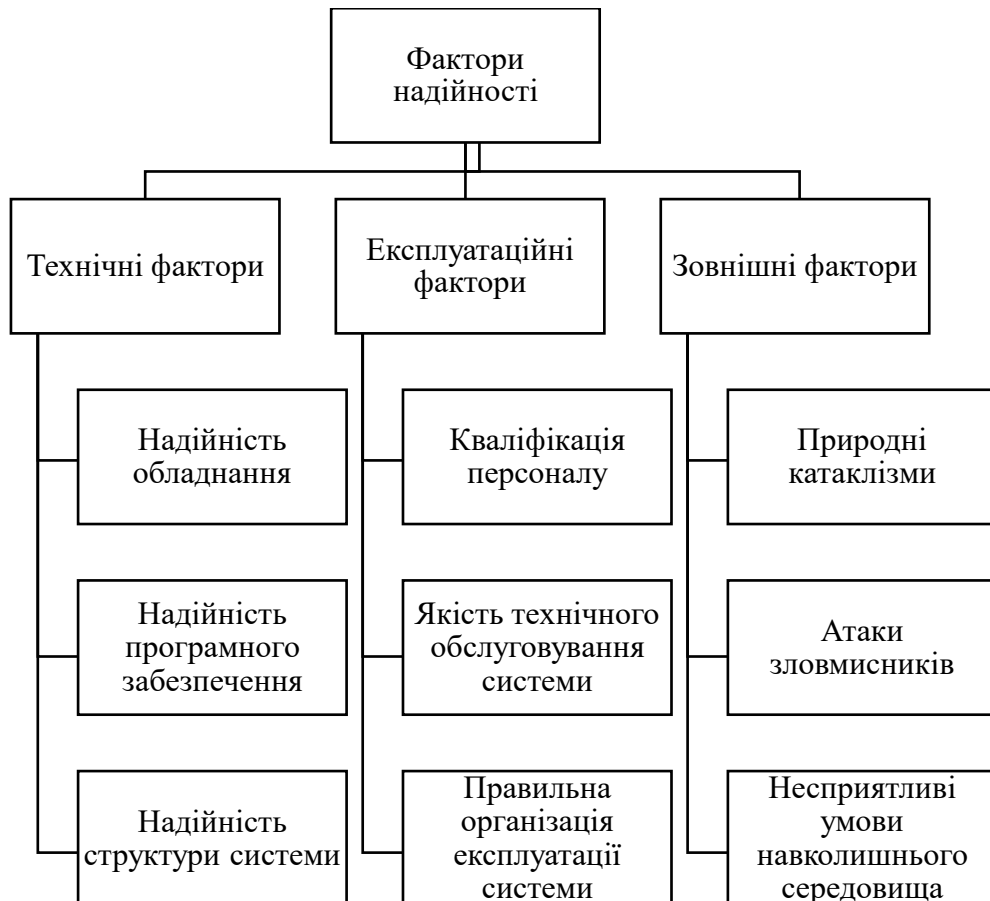 Фактори
надійності
Технічні фактори
Експлуатаційні
фактори
Зовнішні фактори
Надійність
обладнання
Кваліфікація
персоналу
Природні
катаклізми
Надійність
програмного
забезпечення
Якість технічного
обслуговування
системи
Атаки
зловмисників
Надійність
структури системи
Правильна
організація
експлуатації
системи
Несприятливі
умови
навколишнього
середовища